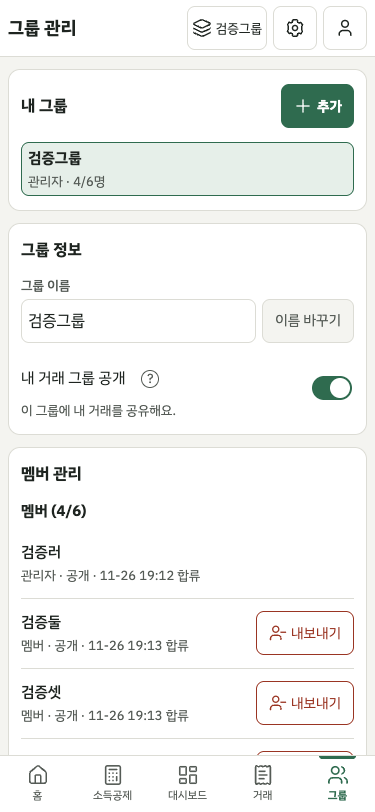 그룹 관리
검증그룹
내 그룹
추가
검증그룹
관리자 · 4/6명
그룹 정보
그룹 이름
검증그룹
이름 바꾸기
내 거래 그룹 공개 ?
이 그룹에 내 거래를 공유해요.
멤버 관리
멤버 (4/6)
검증러
관리자 · 공개 · 11-26 19:12 합류
검증둘
멤버 · 공개 · 11-26 19:13 합류
내보내기
검증셋
멤버 · 공개 · 11-26 19:13 합류
내보내기
홈
소득공제
대시보드
거래
그룹